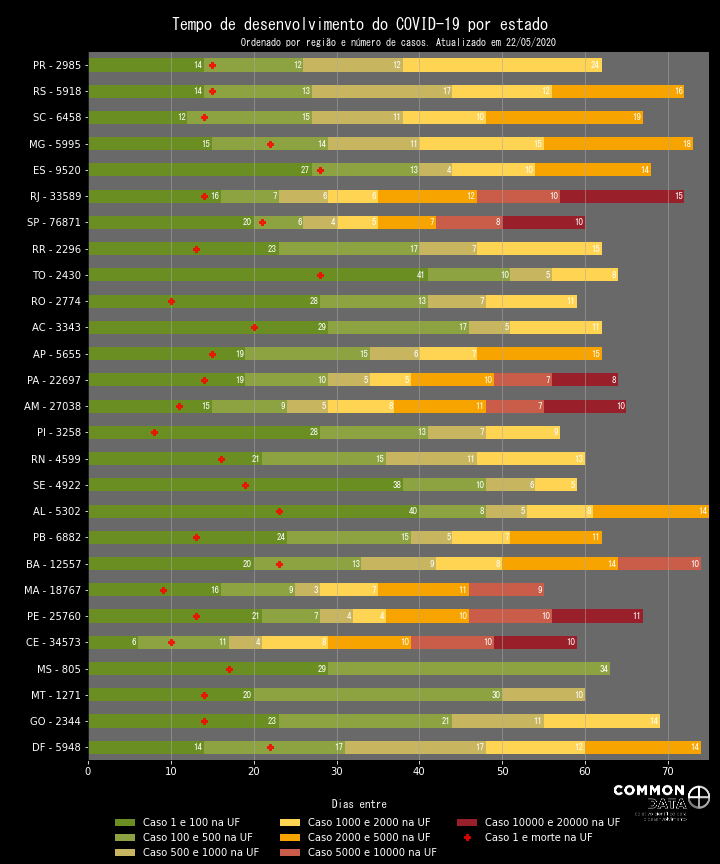 Tempo de desenvolvimento do COVID-19 por estado
Ordenado por região e número de casos. Atualizado em 22/05/2020
PR - 2985 14 12 12 24
RS - 5918 14 13 17 12 16
SC - 6458 12 15 11 10 19
MG - 5995 15 14 11 15 18
ES - 9520 27 13 4 10 14
RJ - 33589 16 7 6 6 12 10 15
SP - 76871 20 6 4 5 7 8 10
RR - 2296 23 17 7 15
TO - 2430 41 10 5 8
RO - 2774 28 13 7 11
AC - 3343 29 17 5 11
AP - 5655 19 15 6 7 15
PA - 22697 19 10 5 5 10 7 8
AM - 27038 15 9 5 8 11 7 10
PI - 3258 28 13 7 9
RN - 4599 21 15 11 13
SE - 4922 38 10 6 5
AL - 5302 40 8 5 8 14
PB - 6882 24 15 5 7 11
BA - 12557 20 13 9 8 14 10
MA - 18767 16 9 3 7 11 9
PE - 25760 21 7 4 4 10 10 11
CE - 34573 6 11 4 8 10 10 10
MS - 805 29 34
MT - 1271 20 30 10
GO - 2344 23 21 11 14
DF - 5948 14 17 17 12 14
0 10 20 30 40 50 60 70
COMMON
DATA
Dias entre
Caso 1 e 100 na UF
Caso 100 e 500 na UF
Caso 500 e 1000 na UF
Caso 1000 e 2000 na UF
Caso 2000 e 5000 na UF
Caso 5000 e 10000 na UF
Caso 10000 e 20000 na UF
Caso 1 e morte na UF